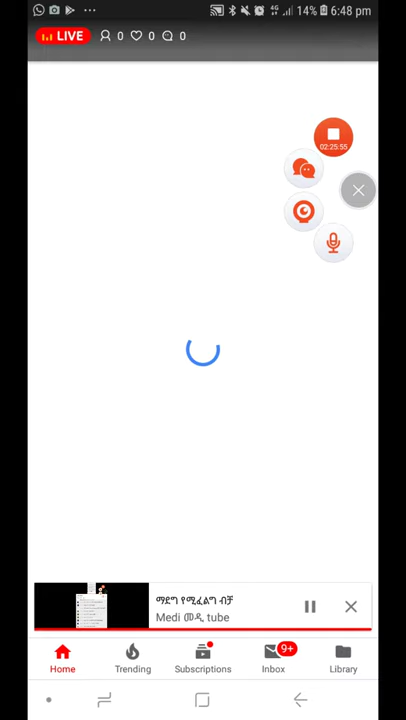 14% 6:48 pm
LIVE 0 0 0
02:25:55
ማደግ የሚፈልግ ብቻ
Medi መዲ tube
9+
Home Trending Subscriptions Inbox Library